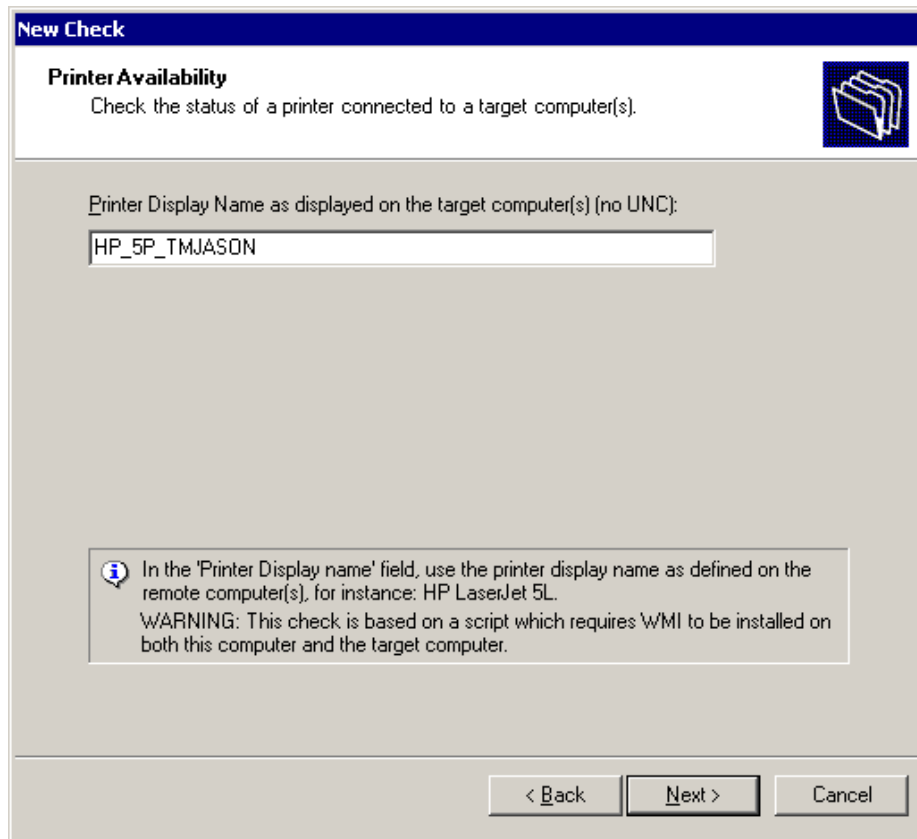 New Check
Printer Availability
Check the status of a printer connected to a target computer(s).
Printer Display Name as displayed on the target computer(s) (no UNC):
HP_5P_TMJASON
In the 'Printer Display name' field, use the printer display name as defined on the
remote computer(s), for instance: HP LaserJet 5L.
WARNING: This check is based on a script which requires WMI to be installed on
both this computer and the target computer.
< Back
Next >
Cancel